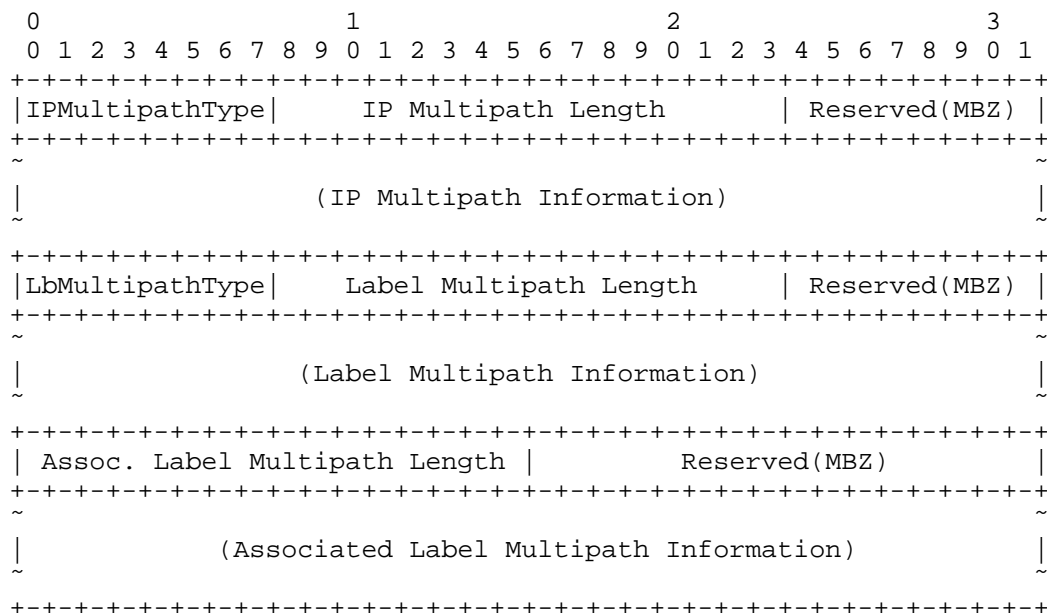 0                   1                   2                   3
 0 1 2 3 4 5 6 7 8 9 0 1 2 3 4 5 6 7 8 9 0 1 2 3 4 5 6 7 8 9 0 1
+-+-+-+-+-+-+-+-+-+-+-+-+-+-+-+-+-+-+-+-+-+-+-+-+-+-+-+-+-+-+-+-+
|IPMultipathType|     IP Multipath Length       | Reserved(MBZ) |
+-+-+-+-+-+-+-+-+-+-+-+-+-+-+-+-+-+-+-+-+-+-+-+-+-+-+-+-+-+-+-+-+
~                                                               ~
|                  (IP Multipath Information)                   |
~                                                               ~
+-+-+-+-+-+-+-+-+-+-+-+-+-+-+-+-+-+-+-+-+-+-+-+-+-+-+-+-+-+-+-+-+
|LbMultipathType|    Label Multipath Length     | Reserved(MBZ) |
+-+-+-+-+-+-+-+-+-+-+-+-+-+-+-+-+-+-+-+-+-+-+-+-+-+-+-+-+-+-+-+-+
~                                                               ~
|                 (Label Multipath Information)                 |
~                                                               ~
+-+-+-+-+-+-+-+-+-+-+-+-+-+-+-+-+-+-+-+-+-+-+-+-+-+-+-+-+-+-+-+-+
| Assoc. Label Multipath Length |         Reserved(MBZ)         |
+-+-+-+-+-+-+-+-+-+-+-+-+-+-+-+-+-+-+-+-+-+-+-+-+-+-+-+-+-+-+-+-+
~                                                               ~
|            (Associated Label Multipath Information)           |
~                                                               ~
+-+-+-+-+-+-+-+-+-+-+-+-+-+-+-+-+-+-+-+-+-+-+-+-+-+-+-+-+-+-+-+-+